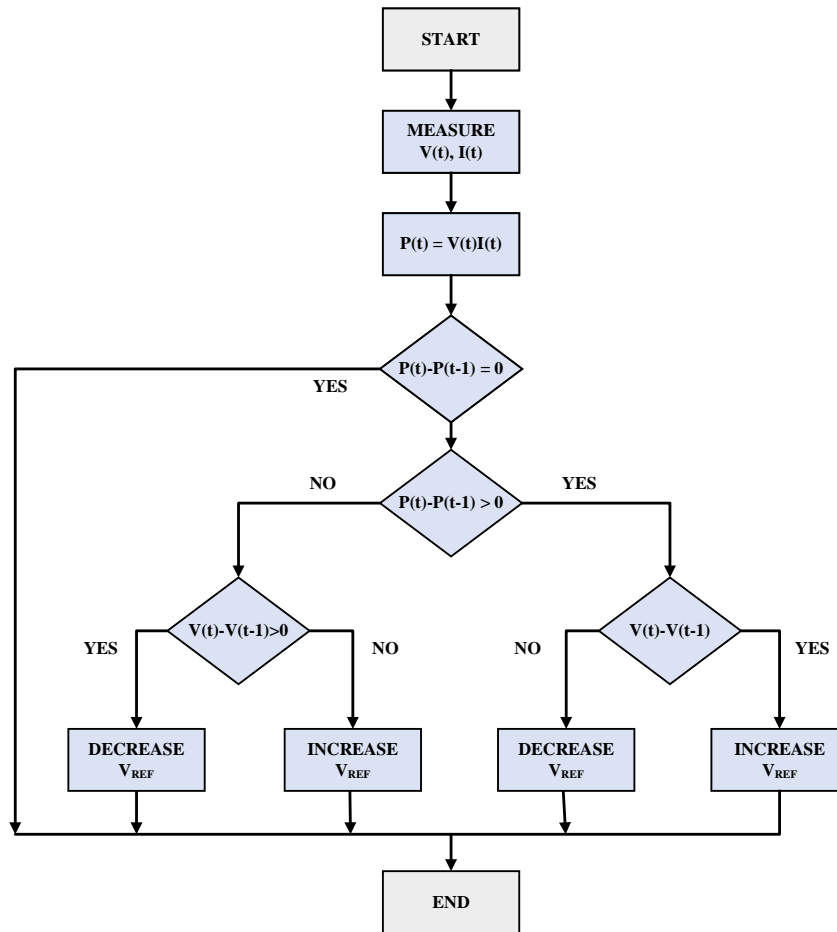 START
MEASURE
V(t), I(t)
P(t) = V(t)I(t)
P(t)-P(t-1) = 0
YES
NO
P(t)-P(t-1) > 0
YES
V(t)-V(t-1)>0
V(t)-V(t-1)
YES
NO
NO
YES
DECREASE
VREF
INCREASE
VREF
DECREASE
VREF
INCREASE
VREF
END